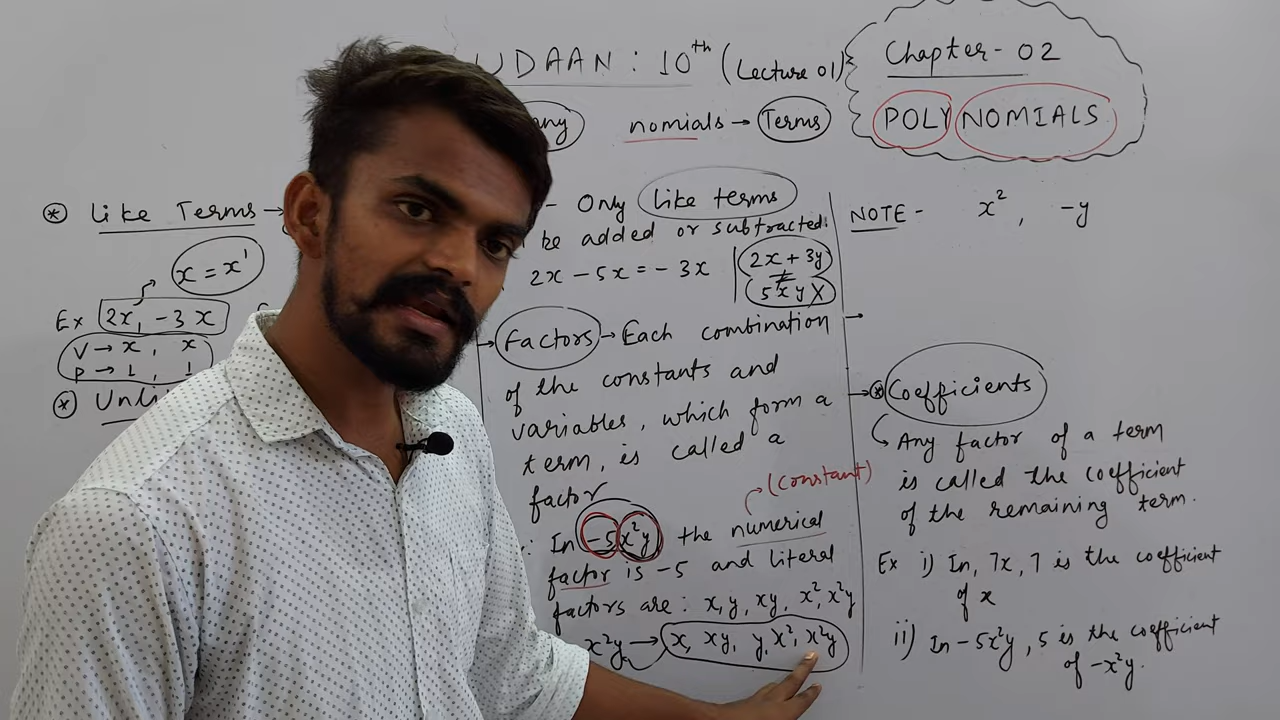 UDAAN : 10th (Lecture 01)
Chapter - 02
POLYNOMIALS
nomials → Terms
* Like Terms →
x = x¹
Ex 2x, -3x
V → x, x
P → 1, 1
*
- Only like terms
be added or subtracted.
2x - 5x = -3x
2x + 3y
≠
5xy X
→ Factors → Each combination
of the constants and
variables, which form a
term, is called a
factor
(constant)
: In -5x²y the numerical
factor is -5 and literal
factors are : x, y, xy, x², x²y
x²y → x, xy, y, x², x²y
NOTE - x², -y
→
→ * Coefficients
Any factor of a term
is called the coefficient
of the remaining term.
Ex i) In, 7x, 7 is the coefficient
of x
ii) In -5x²y, 5 is the coefficient
of -x²y.